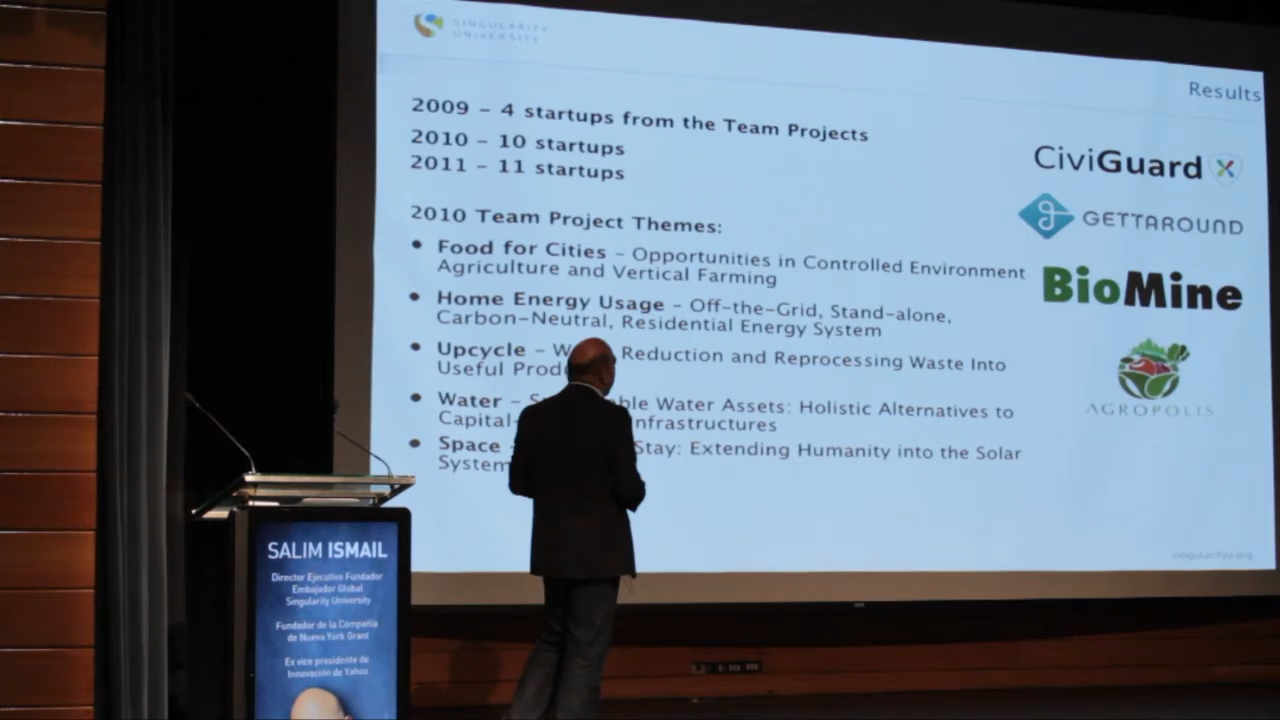 SINGULARITY
UNIVERSITY
Results
2009 – 4 startups from the Team Projects
2010 – 10 startups
2011 – 11 startups
2010 Team Project Themes:
• Food for Cities – Opportunities in Controlled Environment
Agriculture and Vertical Farming
• Home Energy Usage – Off-the-Grid, Stand-alone,
Carbon-Neutral, Residential Energy System
• Upcycle – Reduction and Reprocessing Waste Into
Useful
• Water – Water Assets: Holistic Alternatives to
Capital-
• Space – Stay: Extending Humanity into the Solar
System
CiviGuard
GETTAROUND
BioMine
AGROPOLIS
singularityu.org
SALIM ISMAIL
Director Ejecutivo Fundador
Embajador Global
Singularity University
Fundador de la Compañía
de Nueva York Grant
Ex vice presidente de
Innovación de Yahou